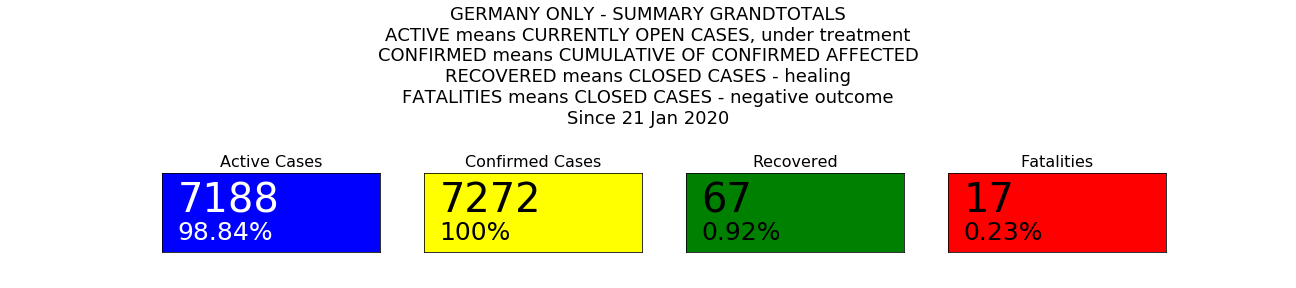 GERMANY ONLY - SUMMARY GRANDTOTALS
ACTIVE means CURRENTLY OPEN CASES, under treatment
CONFIRMED means CUMULATIVE OF CONFIRMED AFFECTED
RECOVERED means CLOSED CASES - healing
FATALITIES means CLOSED CASES - negative outcome
Since 21 Jan 2020
Active Cases Confirmed Cases Recovered Fatalities
7188 7272 67 17
98.84% 100% 0.92% 0.23%